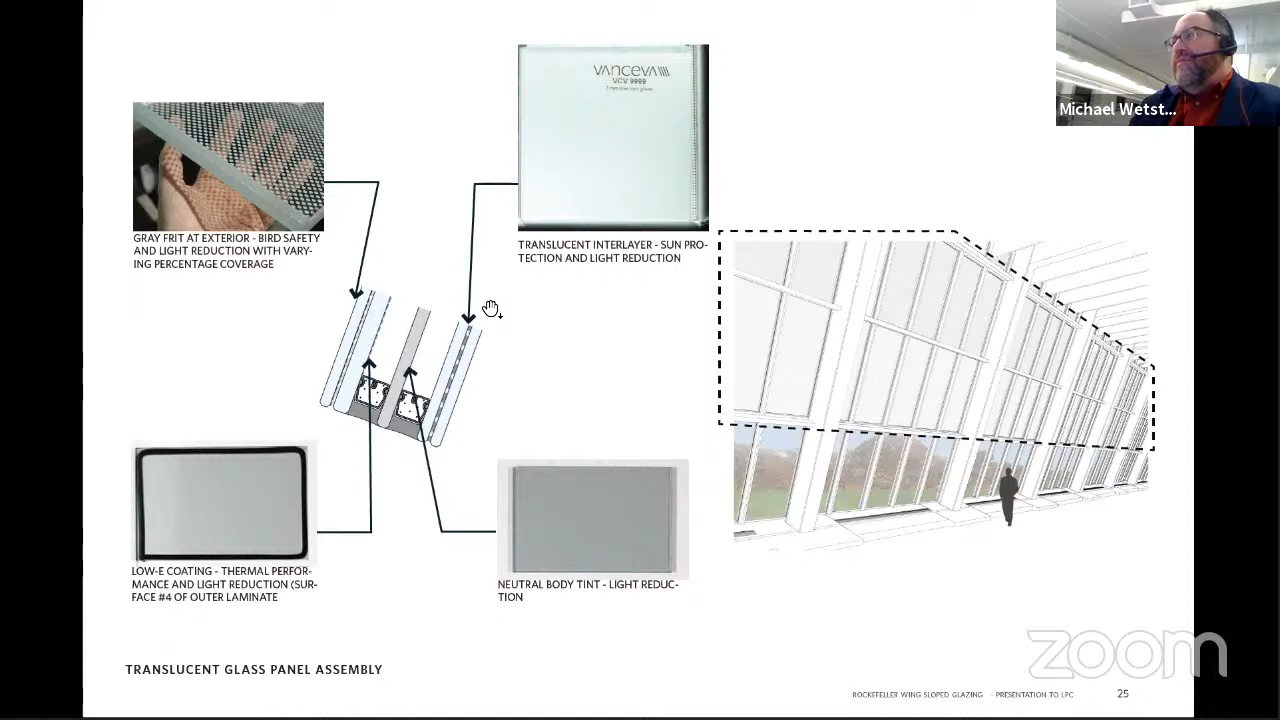 VANCEVA
VCV 9989
Michael Wetst...
GRAY FRIT AT EXTERIOR - BIRD SAFETY
AND LIGHT REDUCTION WITH VARY-
ING PERCENTAGE COVERAGE
TRANSLUCENT INTERLAYER - SUN PRO-
TECTION AND LIGHT REDUCTION
LOW-E COATING - THERMAL PERFOR-
MANCE AND LIGHT REDUCTION (SUR-
FACE #4 OF OUTER LAMINATE
NEUTRAL BODY TINT - LIGHT REDUC-
TION
TRANSLUCENT GLASS PANEL ASSEMBLY
zoom
ROCKEFELLER WING SLOPED GLAZING - PRESENTATION TO LPC
25